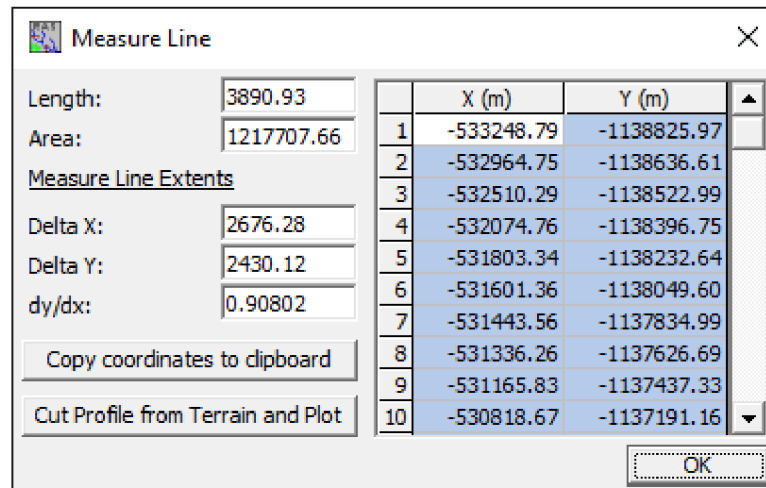 Measure Line
Length: 3890.93
Area: 1217707.66
Measure Line Extents
Delta X: 2676.28
Delta Y: 2430.12
dy/dx: 0.90802
Copy coordinates to clipboard
Cut Profile from Terrain and Plot
X (m) Y (m)
1 -533248.79 -1138825.97
2 -532964.75 -1138636.61
3 -532510.29 -1138522.99
4 -532074.76 -1138396.75
5 -531803.34 -1138232.64
6 -531601.36 -1138049.60
7 -531443.56 -1137834.99
8 -531336.26 -1137626.69
9 -531165.83 -1137437.33
10 -530818.67 -1137191.16
OK